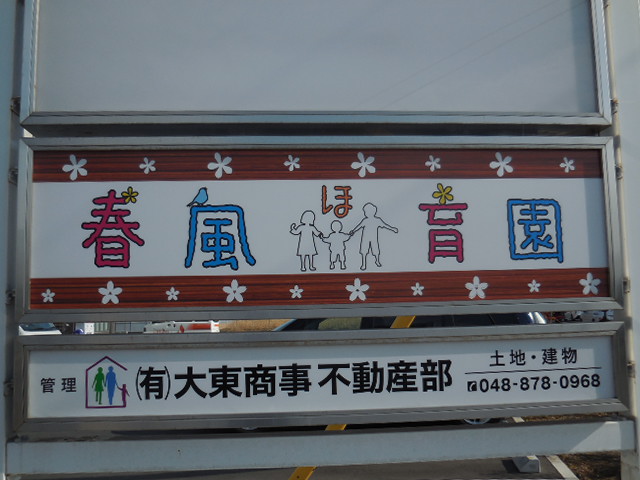 春風ほ育園
管理 (有)大東商事 不動産部 土地・建物
048-878-0968